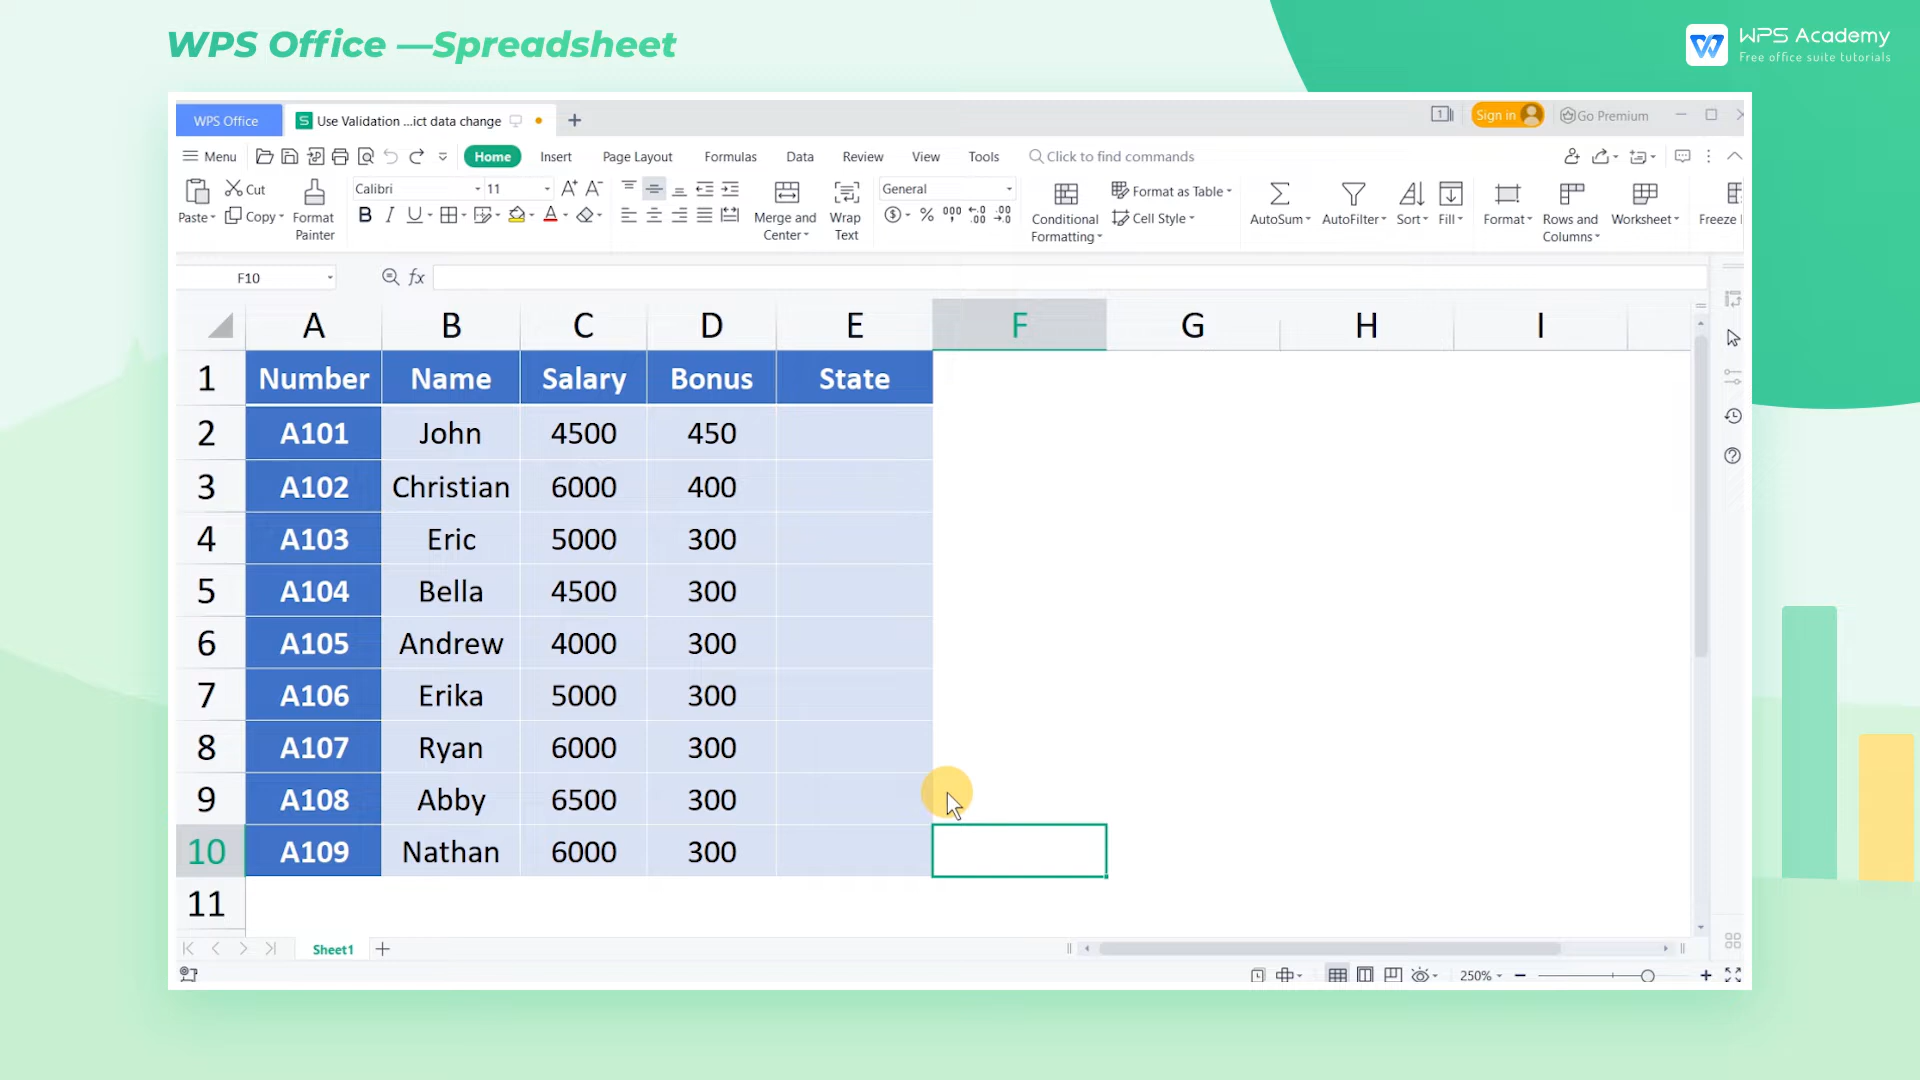 WPS Office —Spreadsheet
WPS Academy
Free office suite tutorials
WPS Office
Use Validation ...ict data change
Sign in
Go Premium
Menu
Home
Insert
Page Layout
Formulas
Data
Review
View
Tools
Click to find commands
Paste
Cut
Copy
Format Painter
Calibri
11
Merge and Center
Wrap Text
General
Conditional Formatting
Format as Table
Cell Style
AutoSum
AutoFilter
Sort
Fill
Format
Rows and Columns
Worksheet
Freeze
F10
A B C D E F G H I
1 Number Name Salary Bonus State
2 A101 John 4500 450
3 A102 Christian 6000 400
4 A103 Eric 5000 300
5 A104 Bella 4500 300
6 A105 Andrew 4000 300
7 A106 Erika 5000 300
8 A107 Ryan 6000 300
9 A108 Abby 6500 300
10 A109 Nathan 6000 300
11
Sheet1
250%